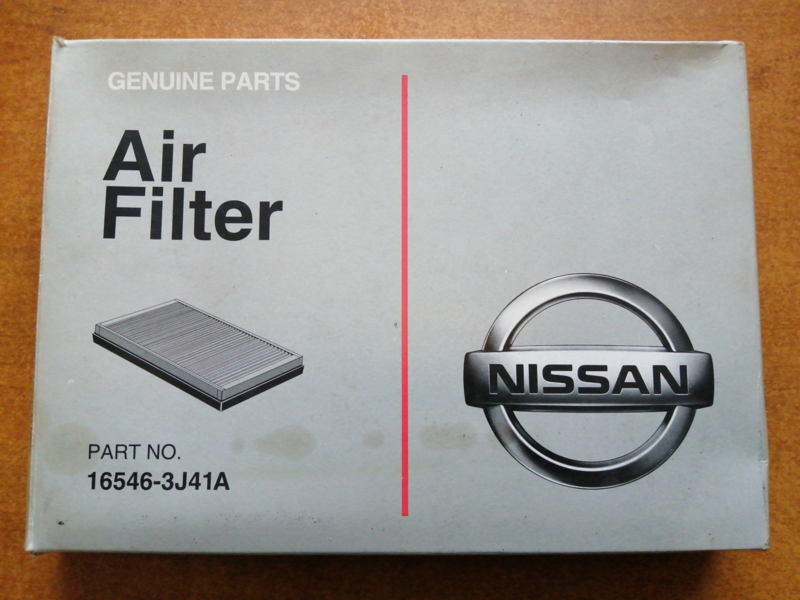 GENUINE PARTS
Air
Filter
PART NO.
16546-3J41A
NISSAN